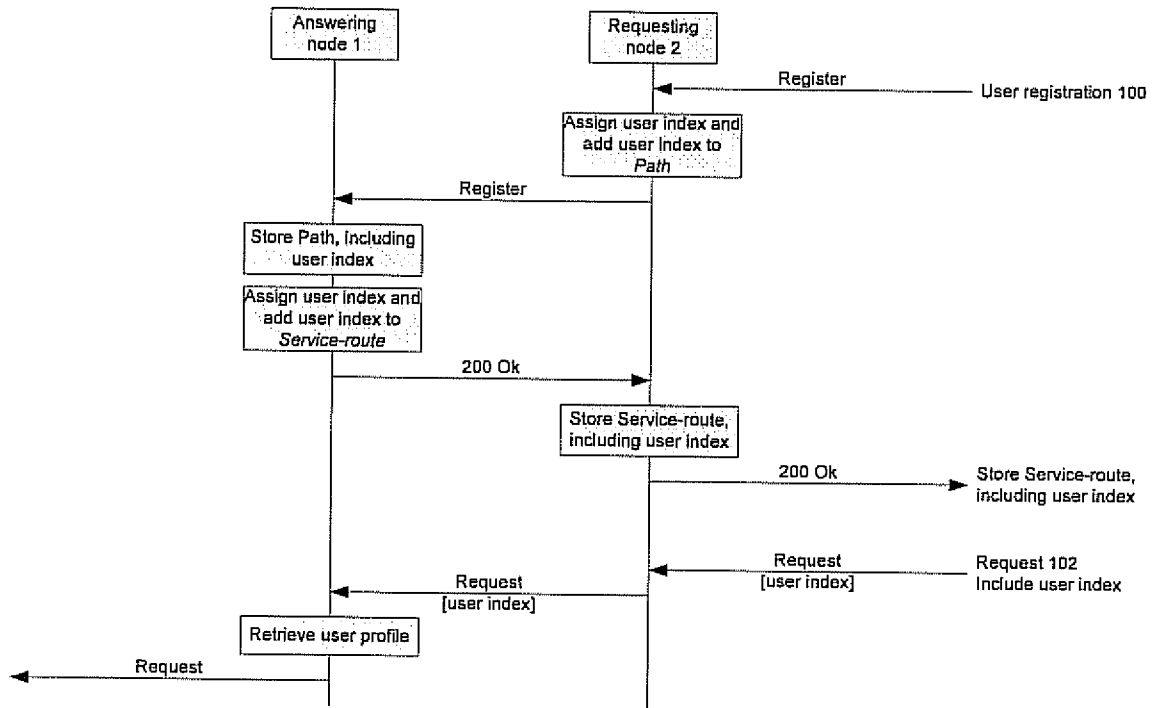 Answering
node 1
Requesting
node 2
Register
User registration 100
Assign user index and
add user index to
Path
Register
Store Path, including
user index
Assign user index and
add user index to
Service-route
200 Ok
Store Service-route,
including user index
200 Ok
Store Service-route,
including user index
Request
[user index]
Request 102
Include user index
Request
[user index]
Retrieve user profile
Request